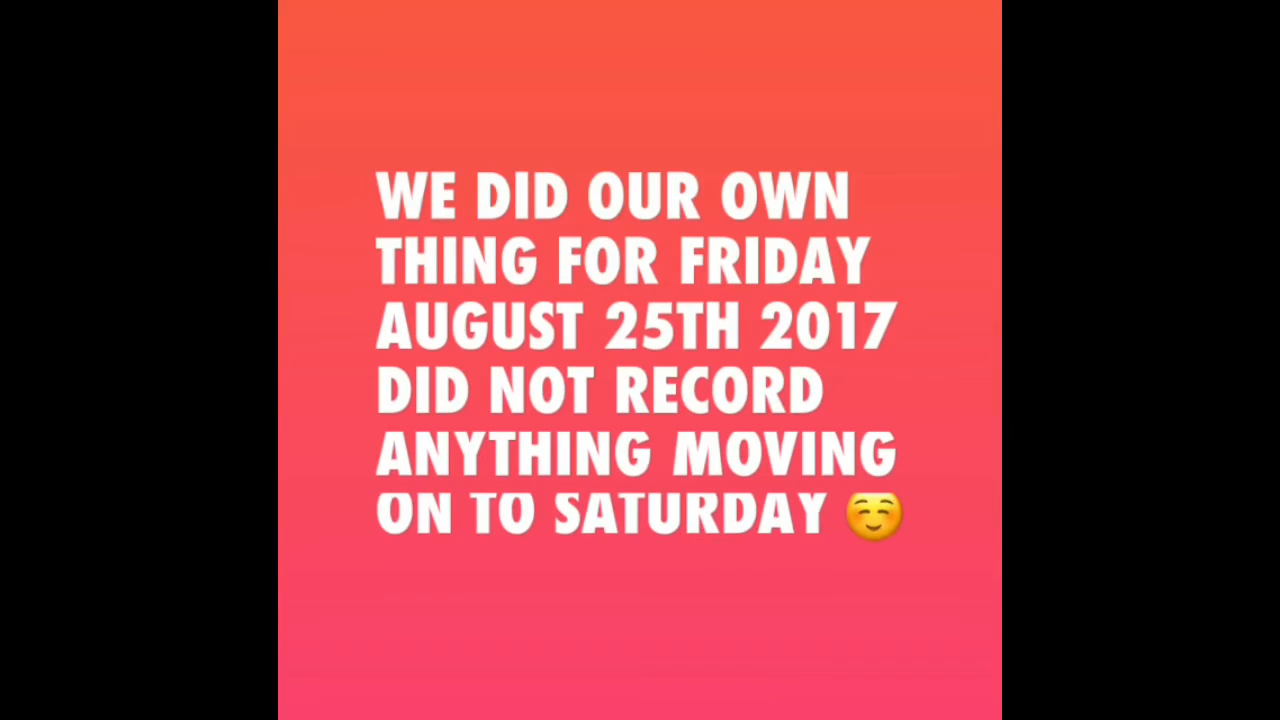 WE DID OUR OWN
THING FOR FRIDAY
AUGUST 25TH 2017
DID NOT RECORD
ANYTHING MOVING
ON TO SATURDAY ☺️